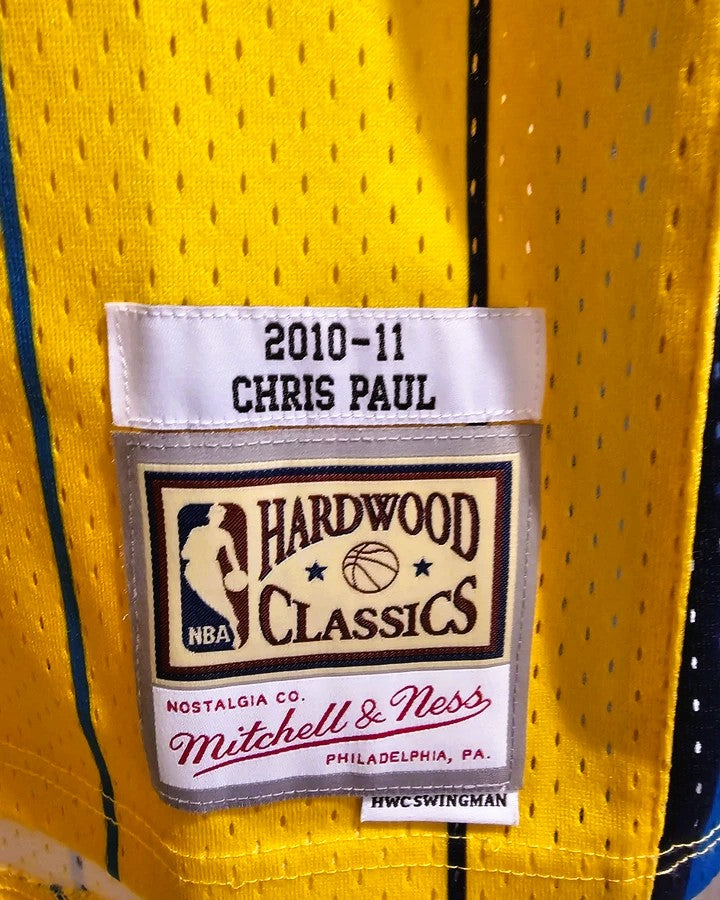 2010-11
CHRIS PAUL
HARDWOOD
CLASSICS
NBA
NOSTALGIA CO.
Mitchell & Ness
PHILADELPHIA, PA.
HWCSWINGMAN